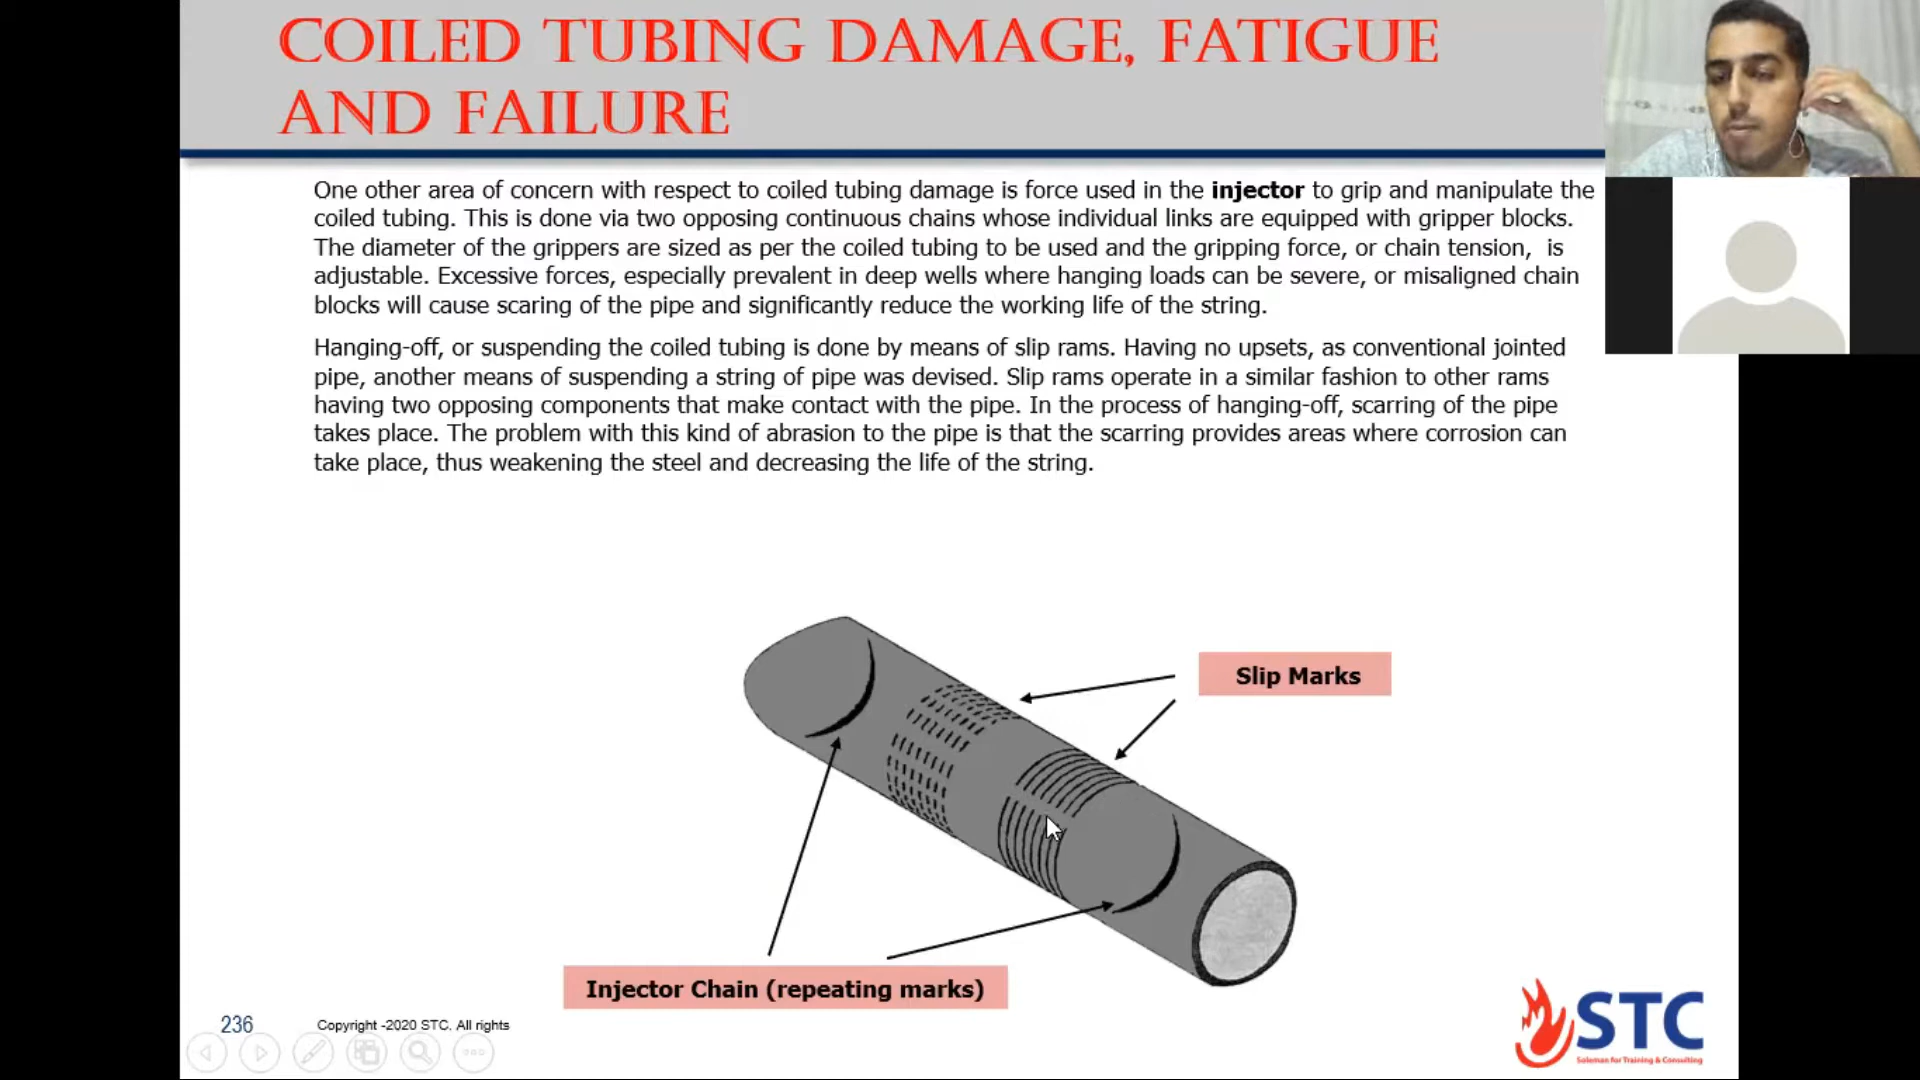 COILED TUBING DAMAGE, FATIGUE
AND FAILURE
One other area of concern with respect to coiled tubing damage is force used in the injector to grip and manipulate the
coiled tubing. This is done via two opposing continuous chains whose individual links are equipped with gripper blocks.
The diameter of the grippers are sized as per the coiled tubing to be used and the gripping force, or chain tension, is
adjustable. Excessive forces, especially prevalent in deep wells where hanging loads can be severe, or misaligned chain
blocks will cause scaring of the pipe and significantly reduce the working life of the string.
Hanging-off, or suspending the coiled tubing is done by means of slip rams. Having no upsets, as conventional jointed
pipe, another means of suspending a string of pipe was devised. Slip rams operate in a similar fashion to other rams
having two opposing components that make contact with the pipe. In the process of hanging-off, scarring of the pipe
takes place. The problem with this kind of abrasion to the pipe is that the scarring provides areas where corrosion can
take place, thus weakening the steel and decreasing the life of the string.
Slip Marks
Injector Chain (repeating marks)
236
Copyright -2020 STC. All rights
STC
Soleman for Training & Consulting